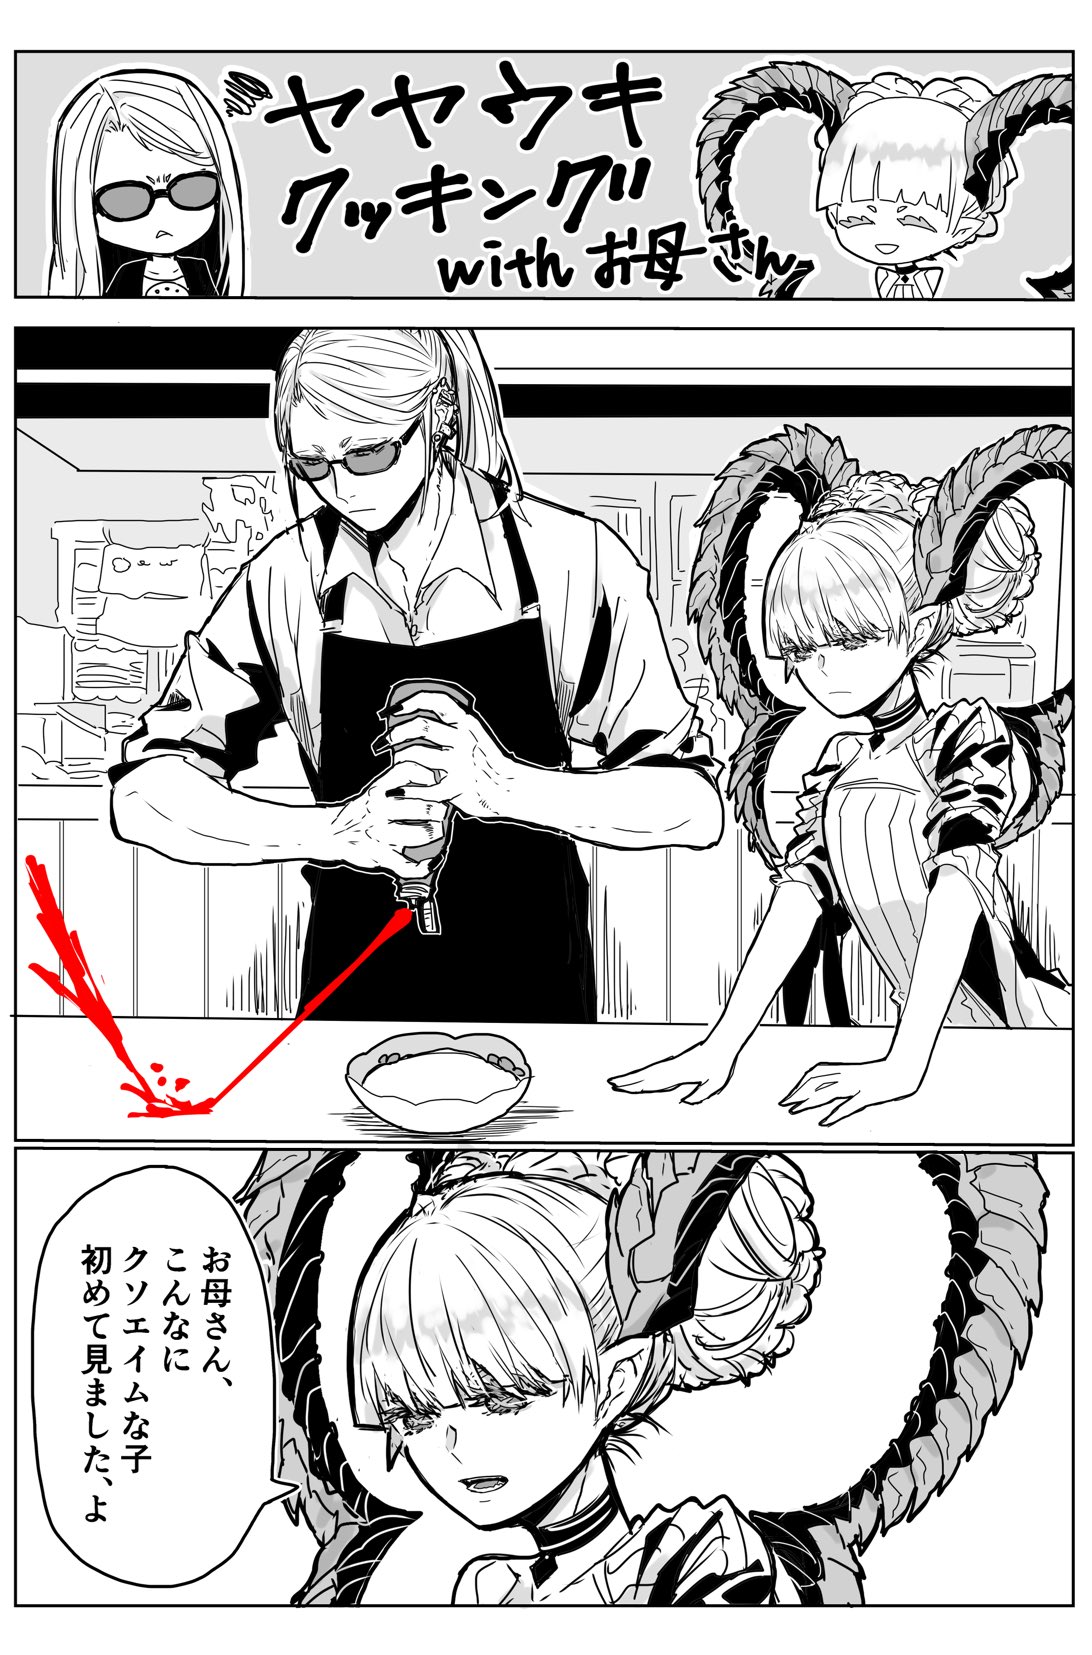 ヤヤウキ
クッキング
with お母さん
お母さん、
こんなに
クソエイムな子
初めて見ました、よ